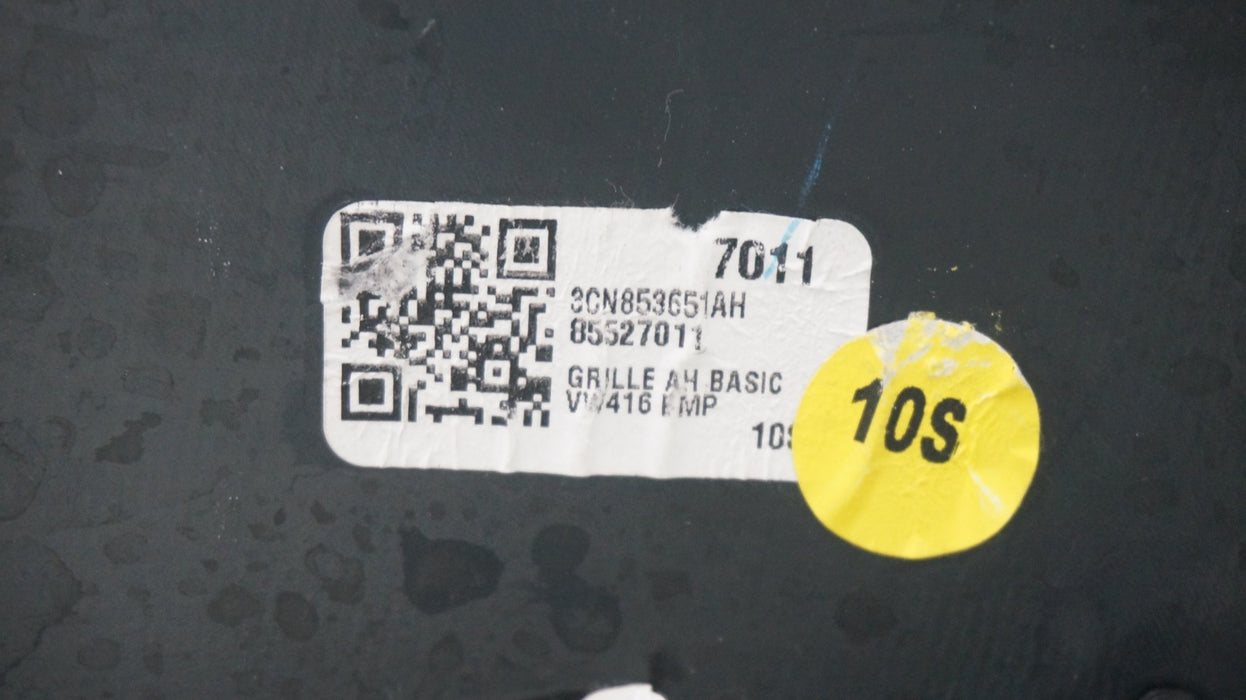 7011
3CN853651AH
85527011
GRILLE AH BASIC
VW416 EMP
10S
10S